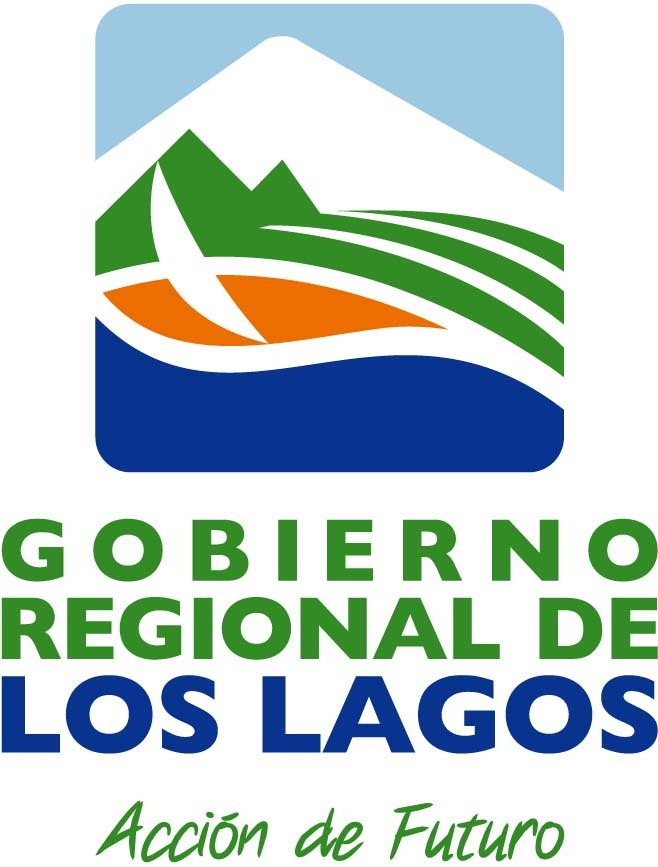 GOBIERNO
REGIONAL DE
LOS LAGOS
Acción de Futuro